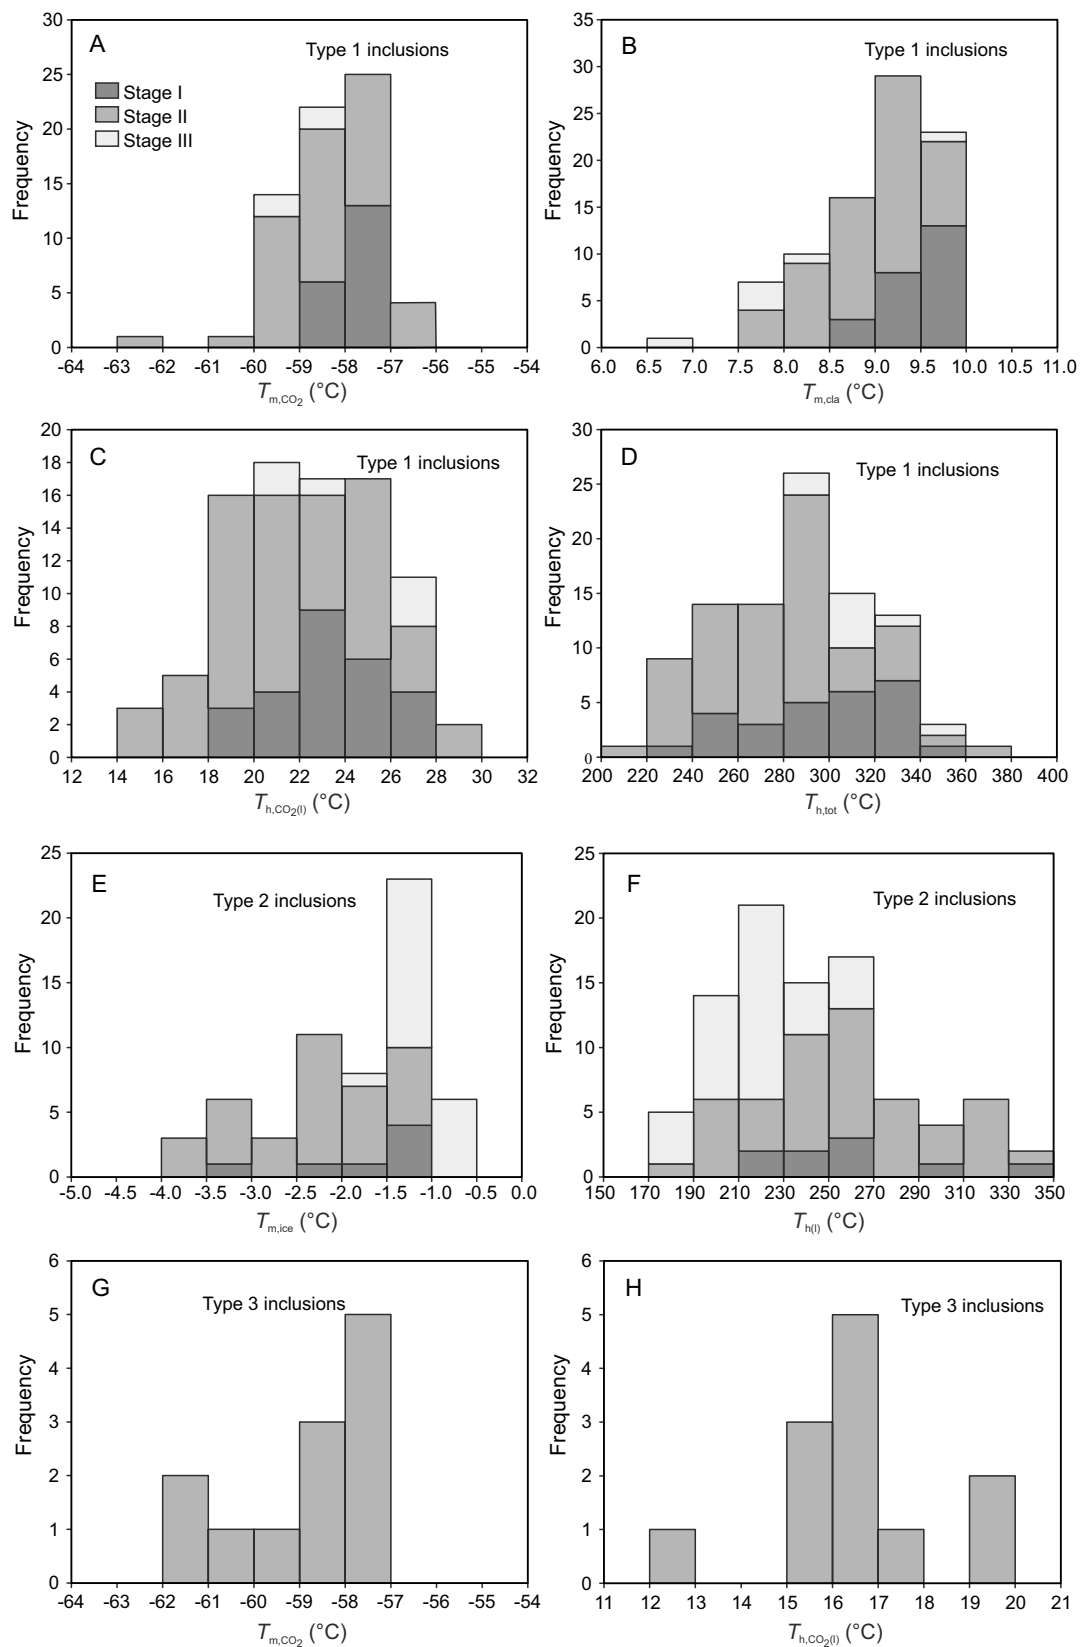 A
Type 1 inclusions
Stage I
Stage II
Stage III
Frequency
30
25
20
15
10
5
0
-64 -63 -62 -61 -60 -59 -58 -57 -56 -55 -54
Tm,CO2 (°C)
B
Type 1 inclusions
Frequency
35
30
25
20
15
10
5
0
6.0 6.5 7.0 7.5 8.0 8.5 9.0 9.5 10.0 10.5 11.0
Tm,cla (°C)
C
Type 1 inclusions
Frequency
20
18
16
14
12
10
8
6
4
2
0
12 14 16 18 20 22 24 26 28 30 32
Th,CO2(l) (°C)
D
Type 1 inclusions
Frequency
30
25
20
15
10
5
0
200 220 240 260 280 300 320 340 360 380 400
Th,tot (°C)
E
Type 2 inclusions
Frequency
25
20
15
10
5
0
-5.0 -4.5 -4.0 -3.5 -3.0 -2.5 -2.0 -1.5 -1.0 -0.5 0.0
Tm,ice (°C)
F
Type 2 inclusions
Frequency
25
20
15
10
5
0
150 170 190 210 230 250 270 290 310 330 350
Th(l) (°C)
G
Type 3 inclusions
Frequency
6
5
4
3
2
1
0
-64 -63 -62 -61 -60 -59 -58 -57 -56 -55 -54
Tm,CO2 (°C)
H
Type 3 inclusions
Frequency
6
5
4
3
2
1
0
11 12 13 14 15 16 17 18 19 20 21
Th,CO2(l) (°C)